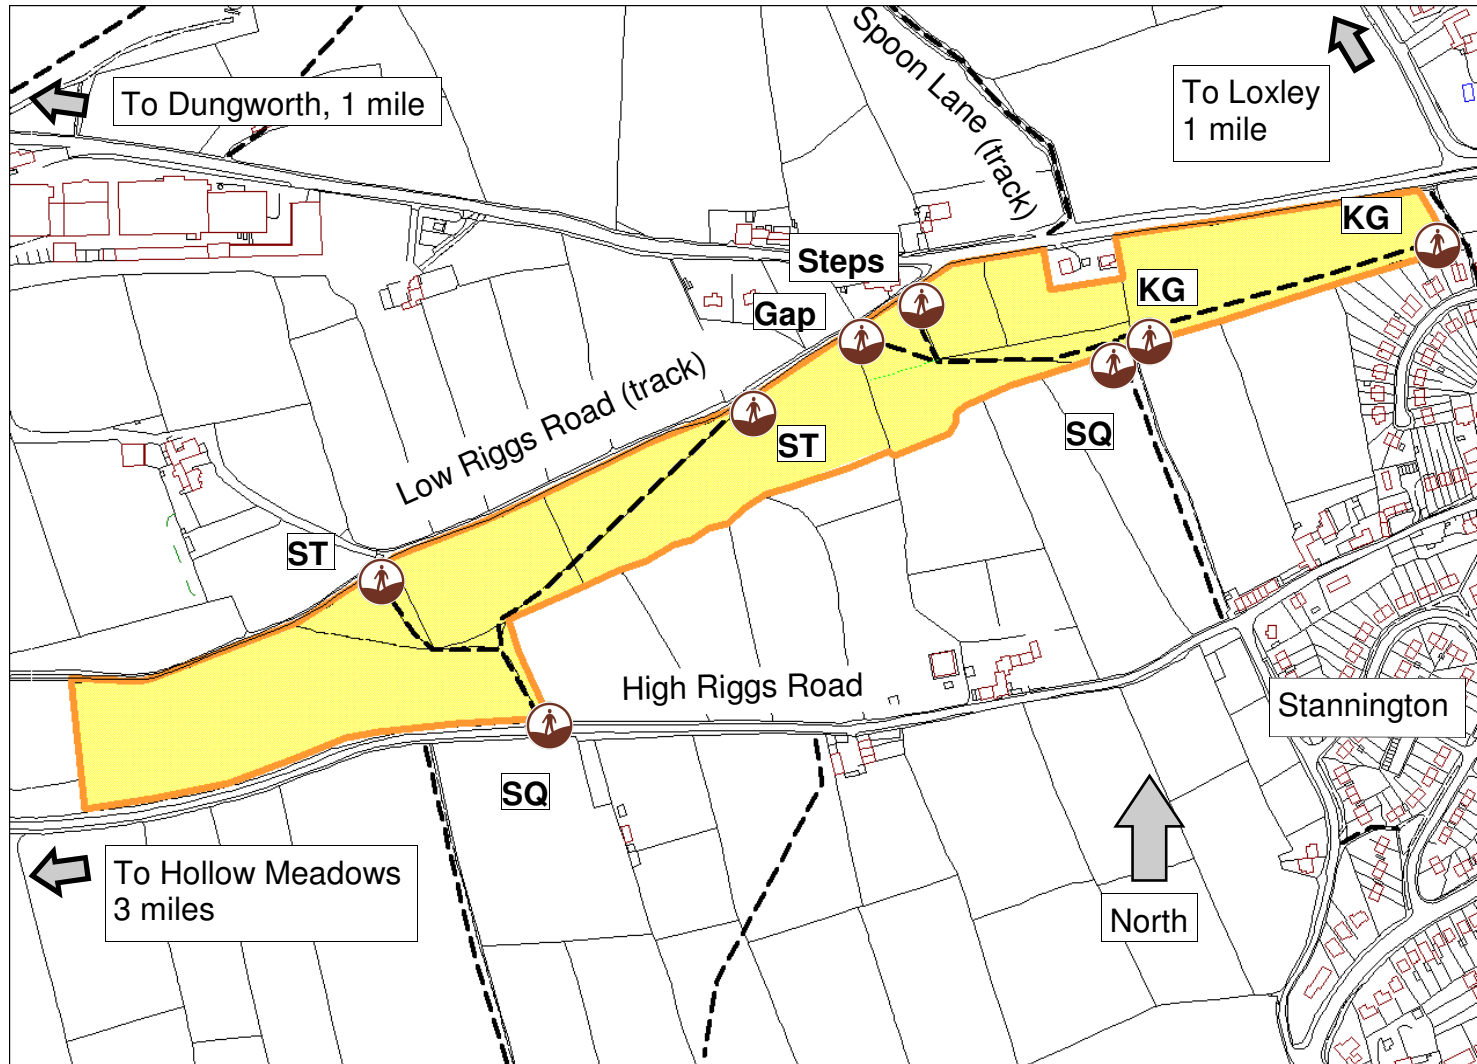 To Dungworth, 1 mile
Spoon Lane (track)
To Loxley
1 mile
KG
Steps
KG
Gap
Low Riggs Road (track)
ST
SQ
ST
High Riggs Road
Stannington
SQ
To Hollow Meadows
3 miles
North